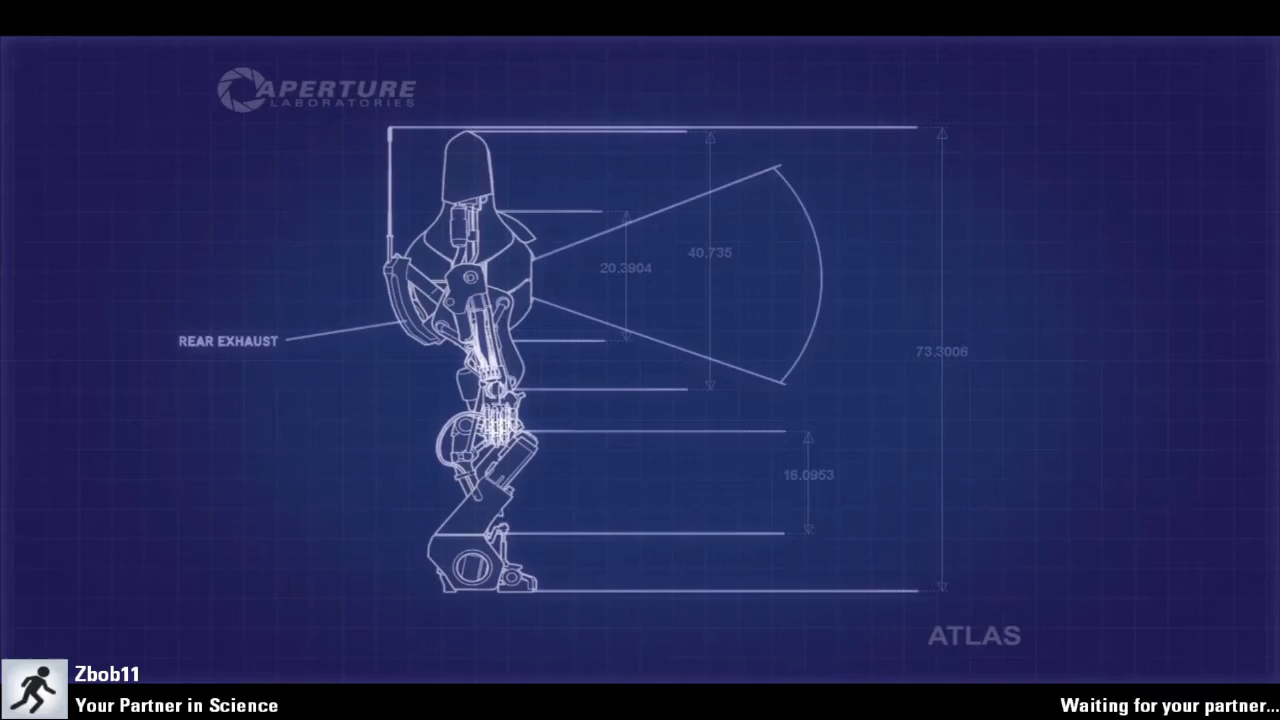 APERTURE
LABORATORIES
40.735
20.3904
REAR EXHAUST
73.3006
16.0953
ATLAS
Zbob11
Your Partner in Science
Waiting for your partner...